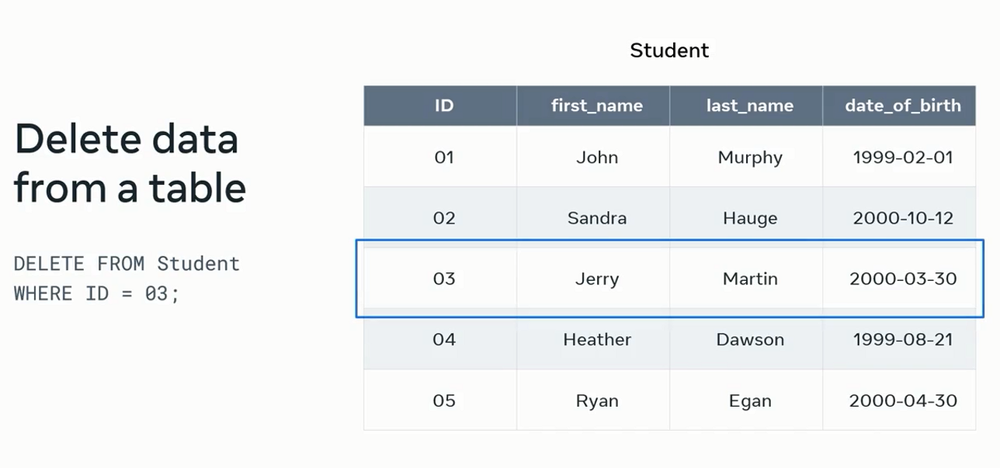 Delete data
from a table
DELETE FROM Student
WHERE ID = 03;
Student
ID first_name last_name date_of_birth
01 John Murphy 1999-02-01
02 Sandra Hauge 2000-10-12
03 Jerry Martin 2000-03-30
04 Heather Dawson 1999-08-21
05 Ryan Egan 2000-04-30